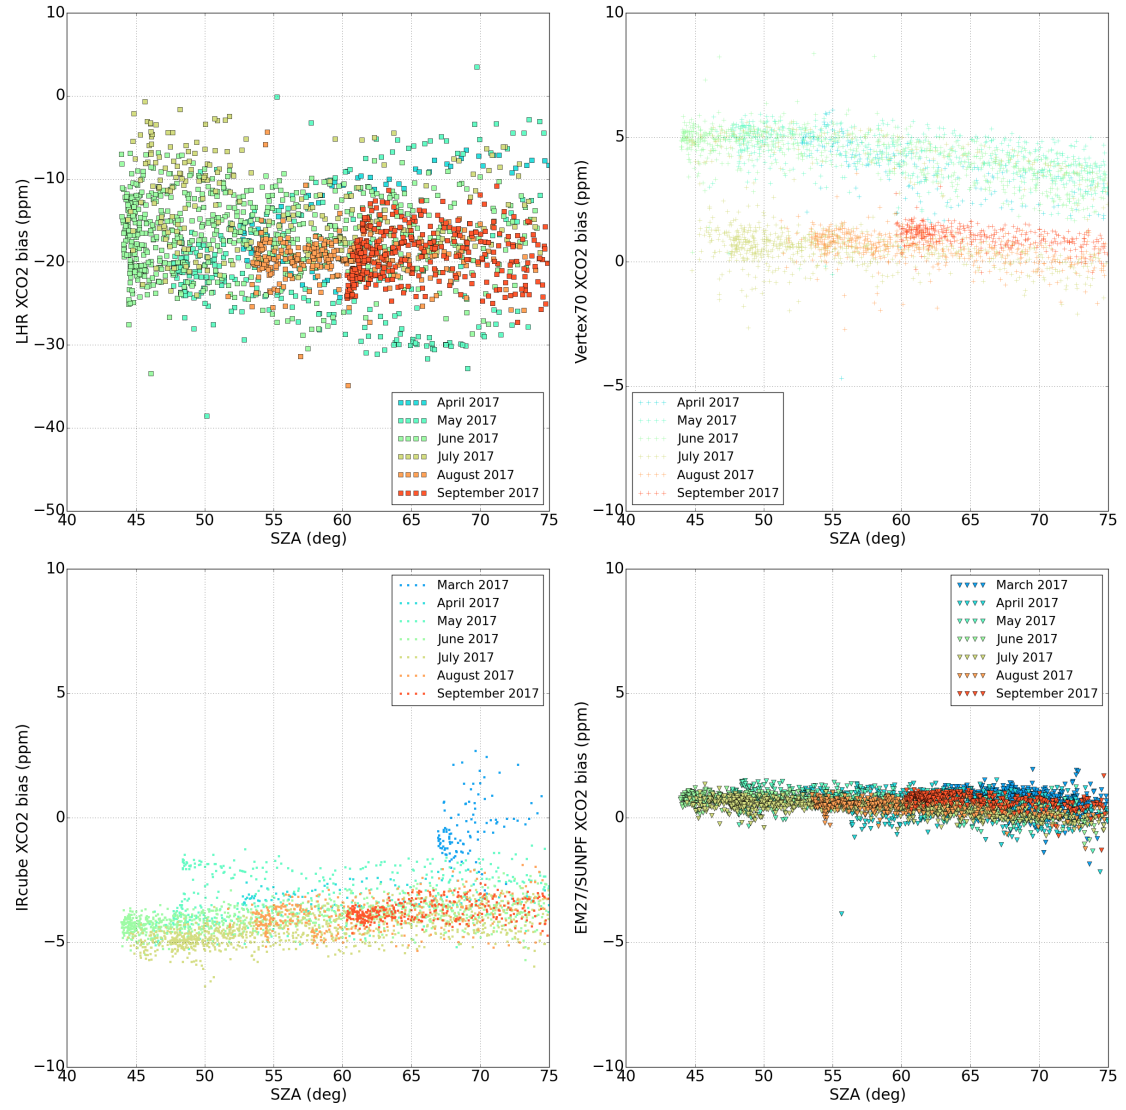 10
0
−10
−20
−30
−40
−50
40 45 50 55 60 65 70 75
SZA (deg)
LHR XCO2 bias (ppm)
April 2017
May 2017
June 2017
July 2017
August 2017
September 2017
10
5
0
−5
−10
40 45 50 55 60 65 70 75
SZA (deg)
Vertex70 XCO2 bias (ppm)
April 2017
May 2017
June 2017
July 2017
August 2017
September 2017
10
5
0
−5
−10
40 45 50 55 60 65 70 75
SZA (deg)
IRcube XCO2 bias (ppm)
March 2017
April 2017
May 2017
June 2017
July 2017
August 2017
September 2017
10
5
0
−5
−10
40 45 50 55 60 65 70 75
SZA (deg)
EM27/SUNPF XCO2 bias (ppm)
March 2017
April 2017
May 2017
June 2017
July 2017
August 2017
September 2017